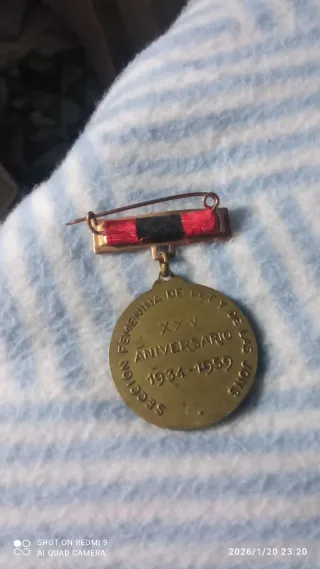 SECCION FEMENINA DE FET Y DE LAS JONS
XXV
ANIVERSARIO
1934-1959
SHOT ON REDMI 9
AI QUAD CAMERA
2026/1/20 23:20